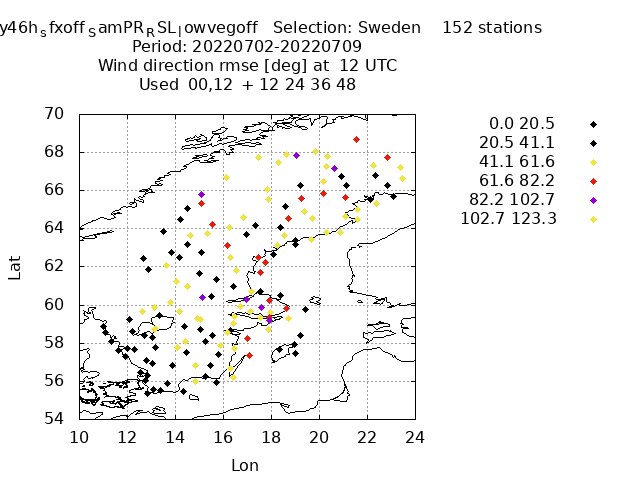 y46h_sfxoff_SamPR_RSL_lowvegoff Selection: Sweden 152 stations
Period: 20220702-20220709
Wind direction rmse [deg] at 12 UTC
Used 00,12 + 12 24 36 48
0.0 20.5
20.5 41.1
41.1 61.6
61.6 82.2
82.2 102.7
102.7 123.3
70
68
66
64
62
60
58
56
54
Lat
10 12 14 16 18 20 22 24
Lon